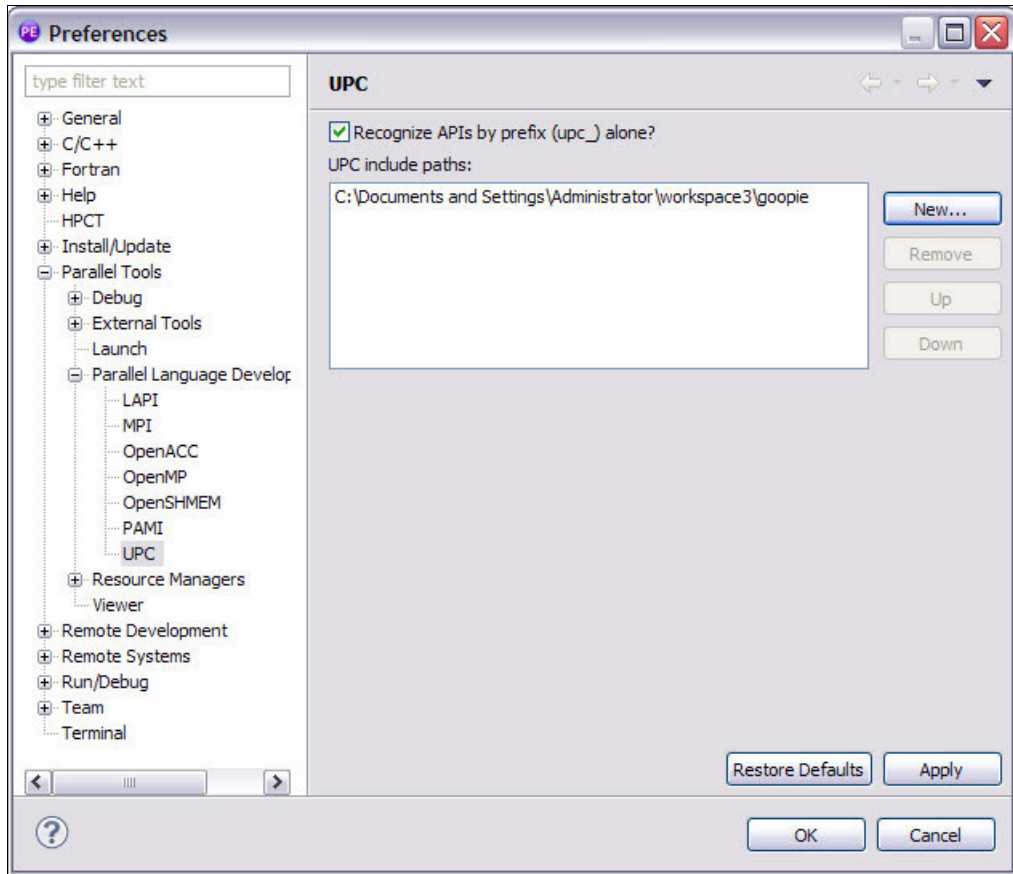 PE Preferences
type filter text
General
C/C++
Fortran
Help
HPCT
Install/Update
Parallel Tools
Debug
External Tools
Launch
Parallel Language Develop
LAPI
MPI
OpenACC
OpenMP
OpenSHMEM
PAMI
UPC
Resource Managers
Viewer
Remote Development
Remote Systems
Run/Debug
Team
Terminal
UPC
Recognize APIs by prefix (upc_) alone?
UPC include paths:
C:\Documents and Settings\Administrator\workspace3\goopie
New...
Remove
Up
Down
Restore Defaults
Apply
?
OK
Cancel